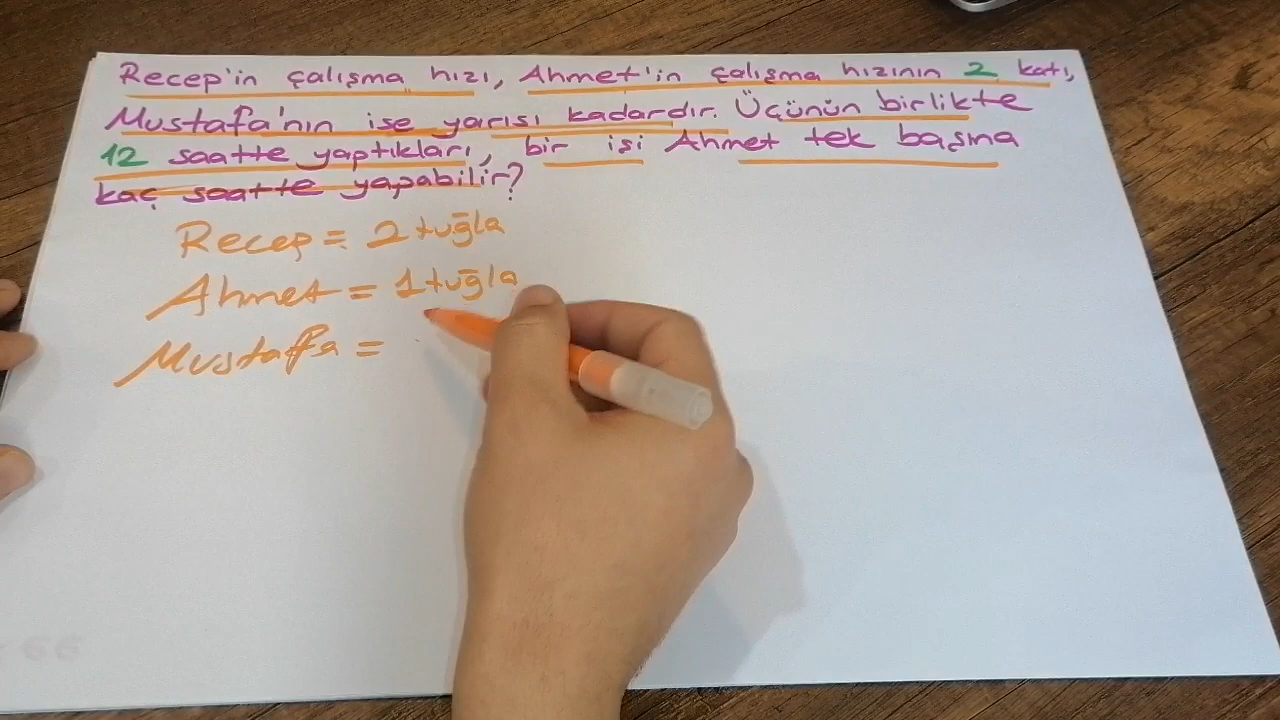 Recep'in çalışma hızı, Ahmet'in çalışma hızının 2 katı,
Mustafa'nın ise yarısı kadardır. Üçünün birlikte
12 saatte yaptıkları, bir işi Ahmet tek başına
kaç saatte yapabilir?
Recep = 2 tuğla
Ahmet = 1 tuğla
Mustafa =